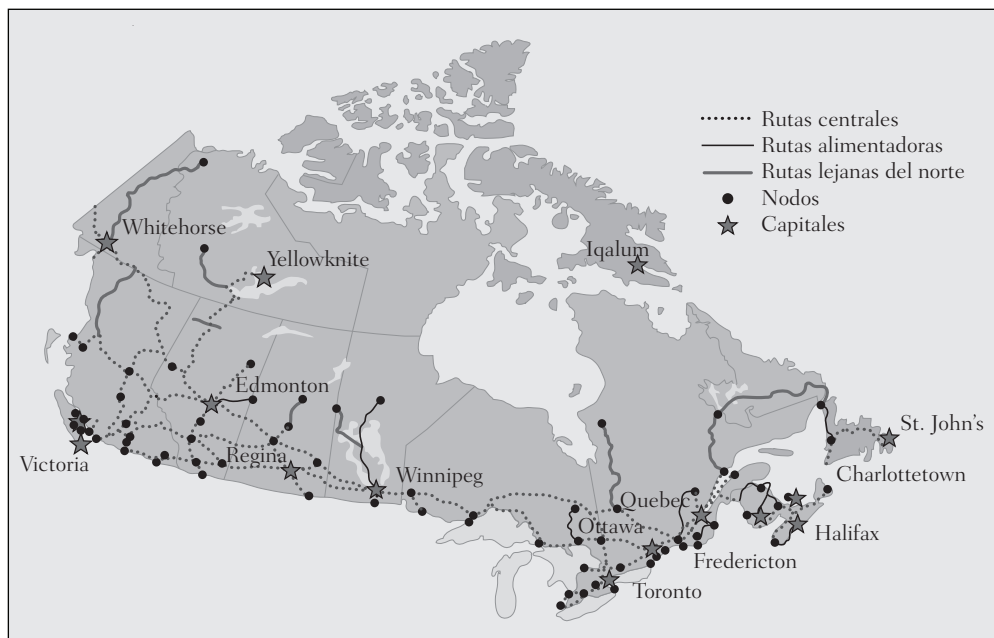 Rutas centrales
Rutas alimentadoras
Rutas lejanas del norte
Nodos
Capitales
Whitehorse
Yellowknite
Iqalum
Edmonton
St. John's
Victoria
Regina
Winnipeg
Charlottetown
Quebec
Ottawa
Halifax
Fredericton
Toronto